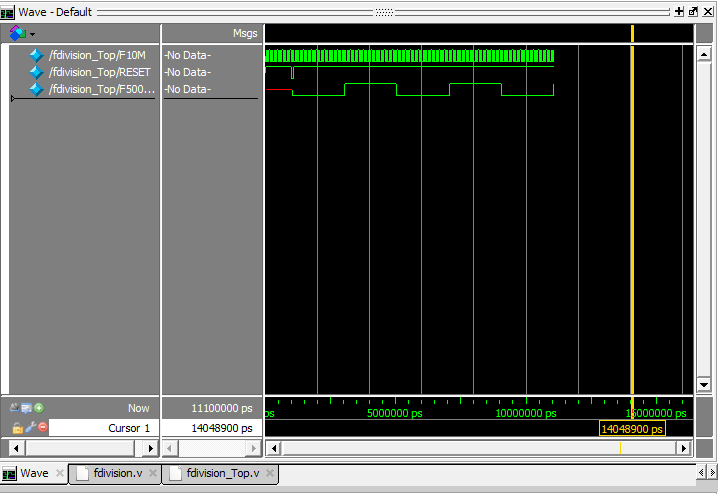 Wave - Default
Msgs
/fdivision_Top/F10M -No Data-
/fdivision_Top/RESET -No Data-
/fdivision_Top/F500... -No Data-
Now 11100000 ps
ps 5000000 ps 10000000 ps 15000000 ps
Cursor 1 14048900 ps
14048900 ps
Wave fdivision.v fdivision_Top.v